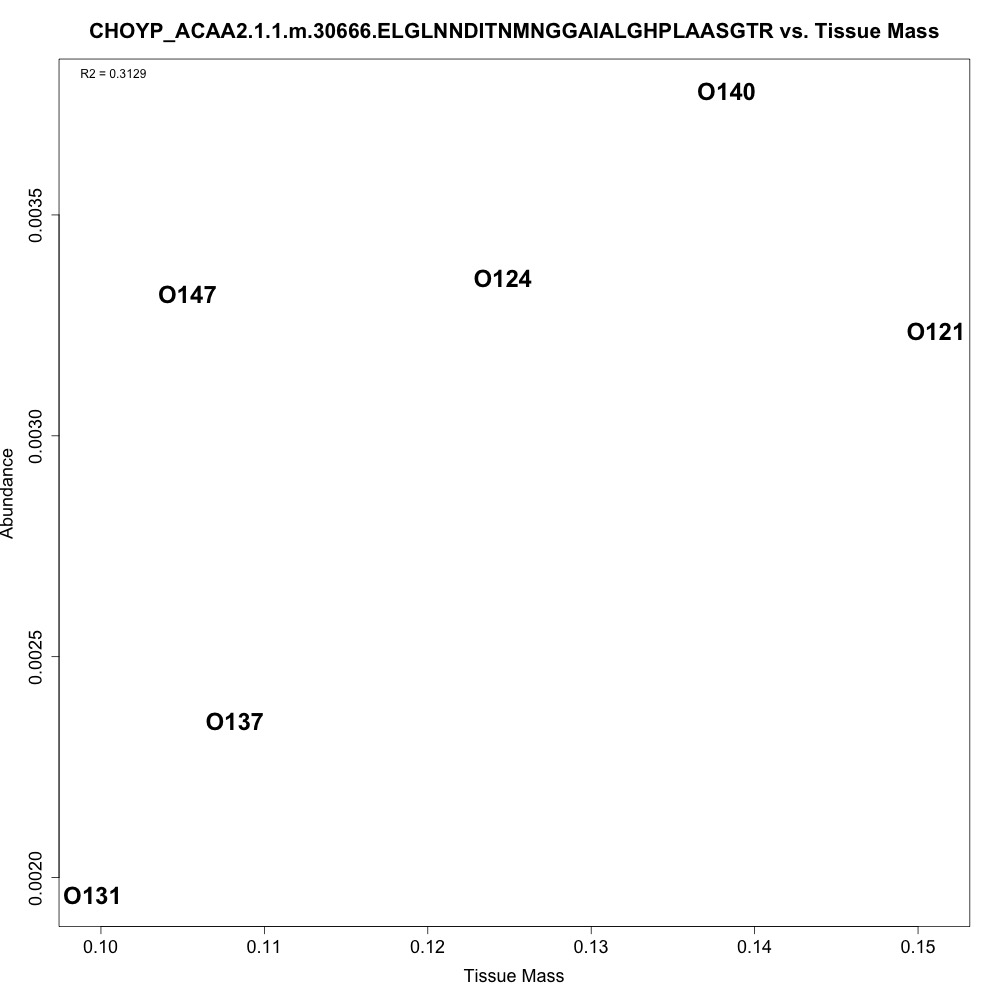 CHOYP_ACAA2.1.1.m.30666.ELGLNNDITNMNGGAIALGHPLAASGTR vs. Tissue Mass
R2 = 0.3129
O140
O124
O147
O121
O137
O131
Abundance
0.0035
0.0030
0.0025
0.0020
0.10 0.11 0.12 0.13 0.14 0.15
Tissue Mass